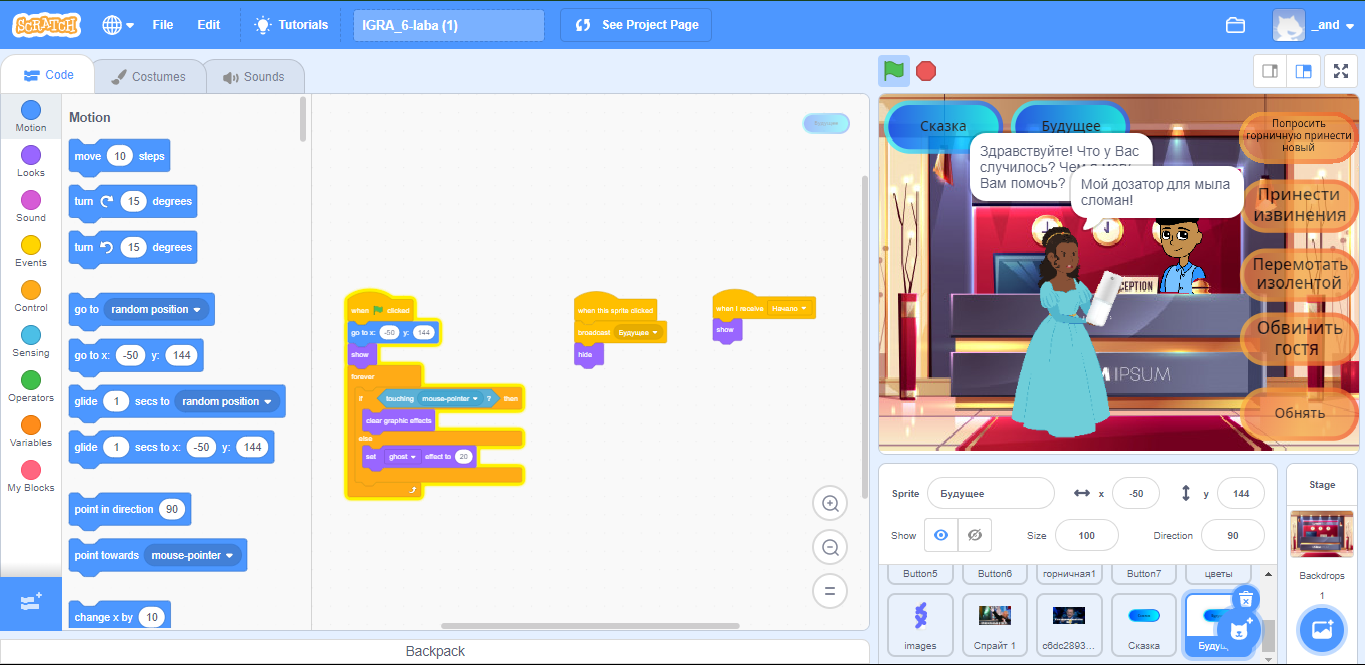 SCRATCH
File
Edit
Tutorials
IGRA_6-laba (1)
See Project Page
_and
Code
Costumes
Sounds
Motion
Looks
Sound
Events
Control
Sensing
Operators
Variables
My Blocks
Motion
move 10 steps
turn 15 degrees
turn 15 degrees
go to random position
go to x: -50 y: 144
glide 1 secs to random position
glide 1 secs to x: -50 y: 144
point in direction 90
point towards mouse-pointer
change x by 10
when clicked
go to x: -50 y: 144
show
forever
if touching mouse-pointer ? then
clear graphic effects
else
set ghost effect to 20
when this sprite clicked
broadcast Будущее
hide
when I receive Начало
show
Backpack
Сказка
Будущее
Здравствуйте! Что у Вас
случилось? Чем я могу
Вам помочь?
Мой дозатор для мыла
сломан!
Попросить
горничную принести
новый
Принести
извинения
Перемотать
изолентой
Обвинить
гостя
Обнять
CEPTION
IPSUM
Sprite
Будущее
x -50
y 144
Show
Size 100
Direction 90
Button5
Button6
горничная1
Button7
цветы
images
Спрайт 1
c6dc2893...
Сказка
Stage
Backdrops
1